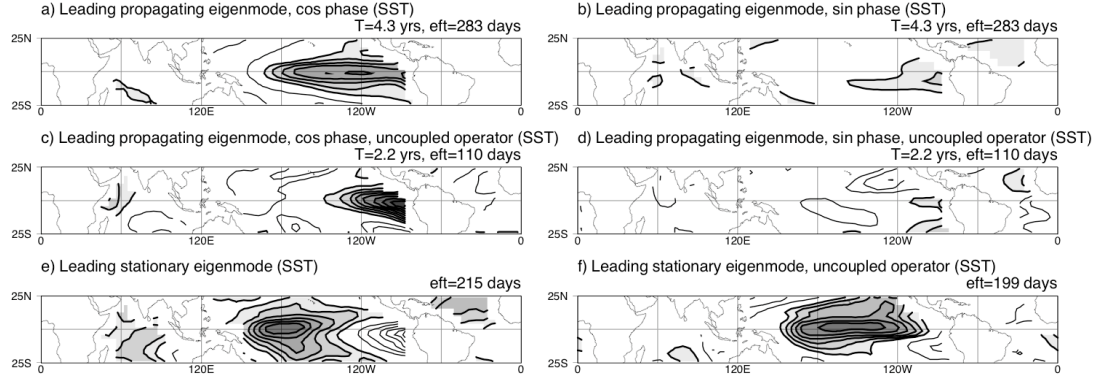 a) Leading propagating eigenmode, cos phase (SST)
T=4.3 yrs, eft=283 days
25N
25S
0
120E
120W
0
b) Leading propagating eigenmode, sin phase (SST)
T=4.3 yrs, eft=283 days
25N
25S
0
120E
120W
0
c) Leading propagating eigenmode, cos phase, uncoupled operator (SST)
T=2.2 yrs, eft=110 days
25N
25S
0
120E
120W
0
d) Leading propagating eigenmode, sin phase, uncoupled operator (SST)
T=2.2 yrs, eft=110 days
25N
25S
0
120E
120W
0
e) Leading stationary eigenmode (SST)
eft=215 days
25N
25S
0
120E
120W
0
f) Leading stationary eigenmode, uncoupled operator (SST)
eft=199 days
25N
25S
0
120E
120W
0